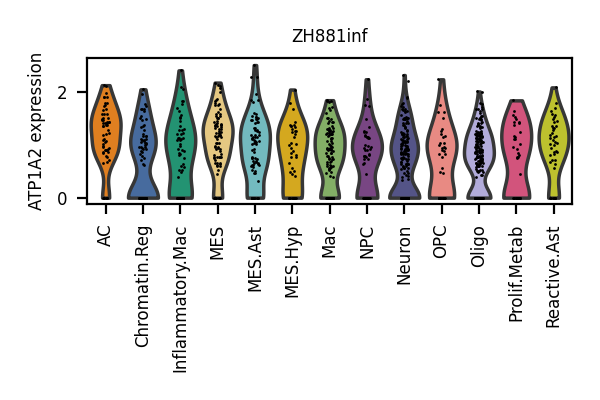 ZH881inf
ATP1A2 expression
2
0
AC
Chromatin.Reg
Inflammatory.Mac
MES
MES.Ast
MES.Hyp
Mac
NPC
Neuron
OPC
Oligo
Prolif.Metab
Reactive.Ast